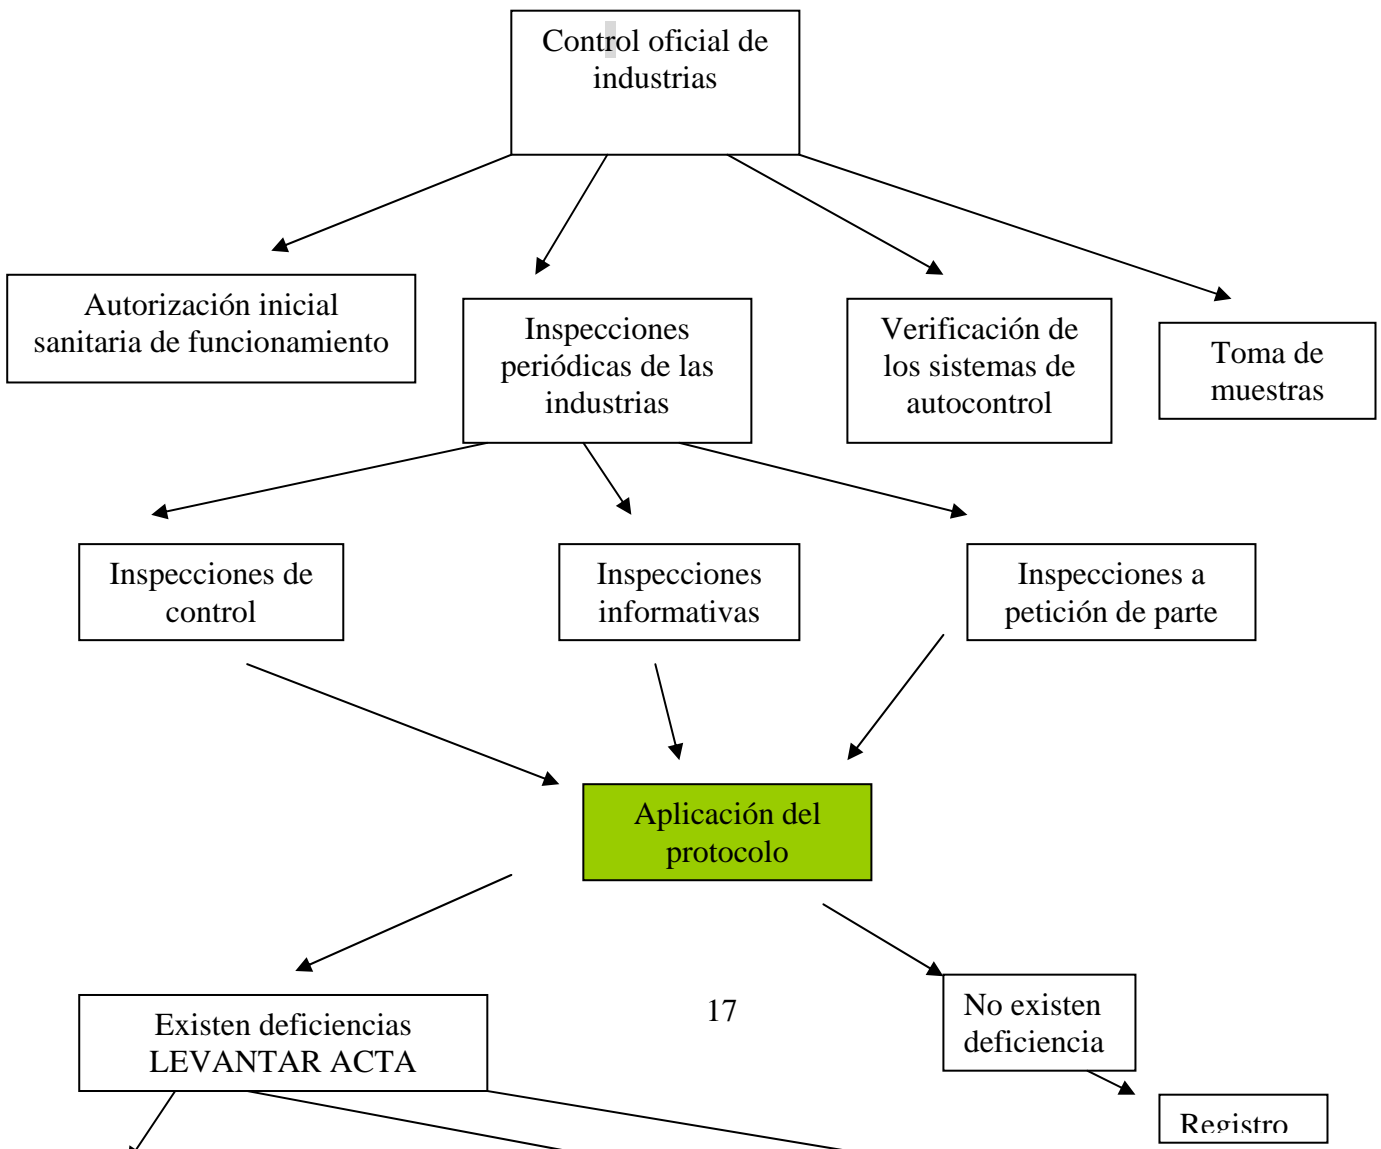 Control oficial de
industrias
Autorización inicial
sanitaria de funcionamiento
Inspecciones
periódicas de las
industrias
Verificación de
los sistemas de
autocontrol
Toma de
muestras
Inspecciones de
control
Inspecciones
informativas
Inspecciones a
petición de parte
Aplicación del
protocolo
Existen deficiencias
LEVANTAR ACTA
17
No existen
deficiencia
Registro